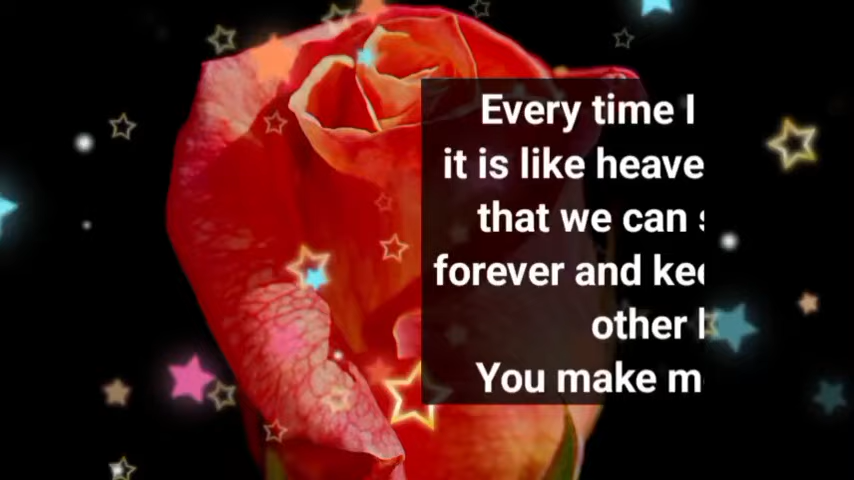 Every time I
it is like
that we can
forever and
other
You make